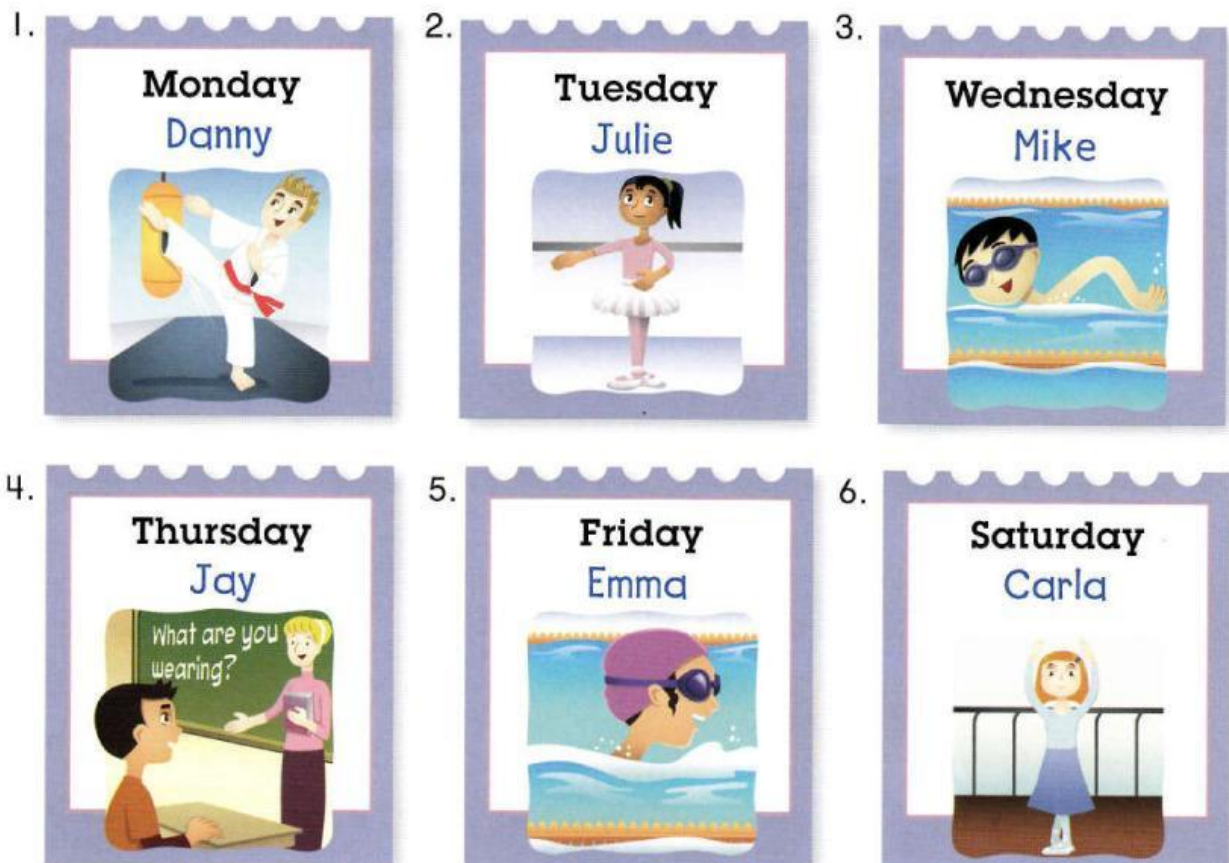 1.
Monday
Danny
2.
Tuesday
Julie
3.
Wednesday
Mike
4.
Thursday
Jay
What are you
wearing?
5.
Friday
Emma
6.
Saturday
Carla